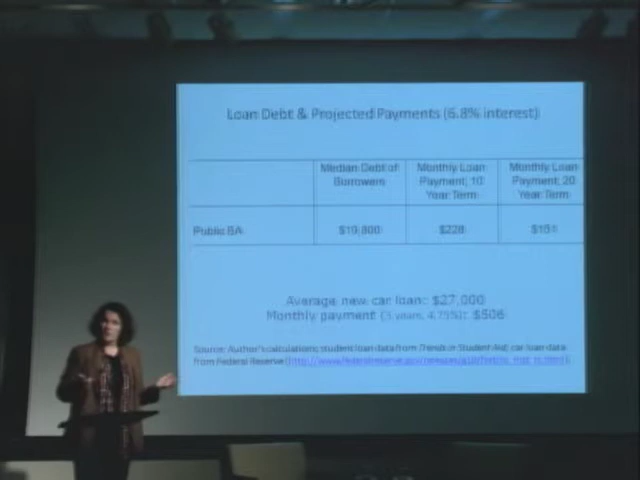 Loan Debt & Projected Payments (6.8% interest)
Median Debt of Borrowers
Monthly Loan Payment, 10 Year Term
Monthly Loan Payment, 20 Year Term
Public BA
$19,800
$228
$151
Average new car loan: $27,000
Monthly payment (5 years, 4.75%): $506
Source: Author's calculations; student loan data from Trends in Student Aid; car loan data
from Federal Reserve